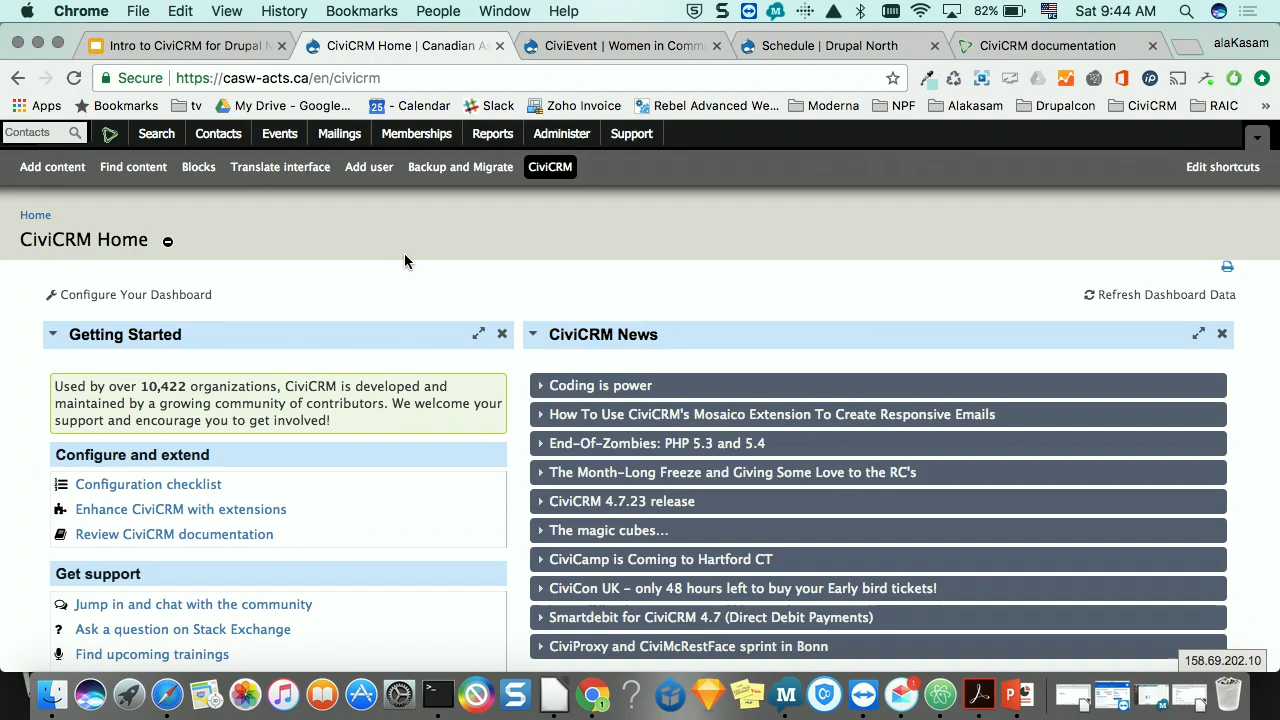 Chrome File Edit View History Bookmarks People Window Help 82% Sat 9:44 AM
Intro to CiviCRM for Drupal N CiviCRM Home | Canadian As CiviEvent | Women in Comm Schedule | Drupal North CiviCRM documentation alaKasam
Secure https://casw-acts.ca/en/civicrm
Apps Bookmarks tv My Drive - Google... 25 - Calendar Slack Zoho Invoice Rebel Advanced We... Moderna NPF Alakasam Drupalcon CiviCRM RAIC »
Contacts Search Contacts Events Mailings Memberships Reports Administer Support
Add content Find content Blocks Translate interface Add user Backup and Migrate CiviCRM Edit shortcuts
Home
CiviCRM Home
Configure Your Dashboard Refresh Dashboard Data
Getting Started
Used by over 10,422 organizations, CiviCRM is developed and
maintained by a growing community of contributors. We welcome your
support and encourage you to get involved!
Configure and extend
Configuration checklist
Enhance CiviCRM with extensions
Review CiviCRM documentation
Get support
Jump in and chat with the community
Ask a question on Stack Exchange
Find upcoming trainings
CiviCRM News
Coding is power
How To Use CiviCRM's Mosaico Extension To Create Responsive Emails
End-Of-Zombies: PHP 5.3 and 5.4
The Month-Long Freeze and Giving Some Love to the RC's
CiviCRM 4.7.23 release
The magic cubes...
CiviCamp is Coming to Hartford CT
CiviCon UK - only 48 hours left to buy your Early bird tickets!
Smartdebit for CiviCRM 4.7 (Direct Debit Payments)
CiviProxy and CiviMcRestFace sprint in Bonn
158.69.202.10